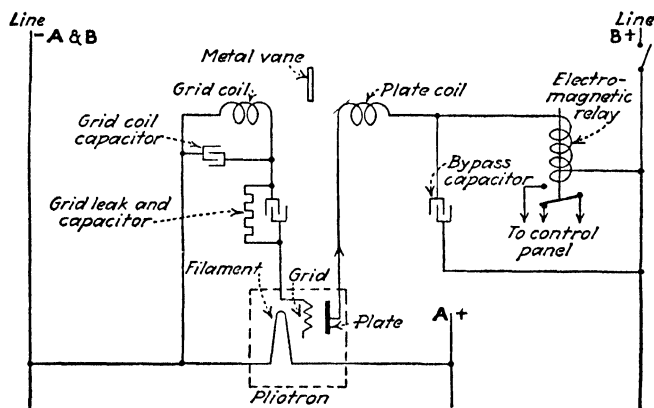 Line
-A & B
Metal vane
Grid coil
Grid coil
capacitor
Grid leak and
capacitor
Filament
Grid
Plate
Pliotron
Plate coil
Bypass
capacitor
A+
Line
B+
Electro-
magnetic
relay
To control
panel